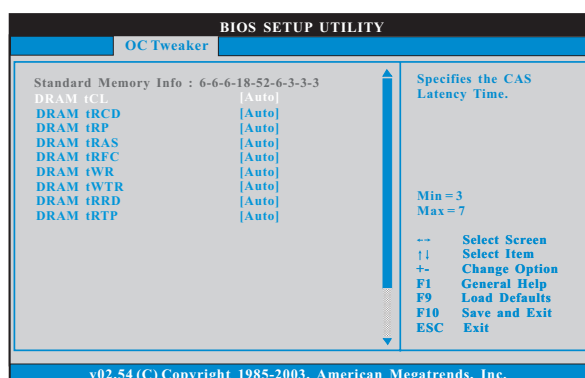 BIOS SETUP UTILITY
OC Tweaker
Standard Memory Info : 6-6-6-18-52-6-3-3-3
DRAM tCL [Auto]
DRAM tRCD [Auto]
DRAM tRP [Auto]
DRAM tRAS [Auto]
DRAM tRFC [Auto]
DRAM tWR [Auto]
DRAM tWTR [Auto]
DRAM tRRD [Auto]
DRAM tRTP [Auto]
Specifies the CAS
Latency Time.
Min = 3
Max = 7
←→ Select Screen
↑↓ Select Item
+- Change Option
F1 General Help
F9 Load Defaults
F10 Save and Exit
ESC Exit
v02.54 (C) Copyright 1985-2003, American Megatrends, Inc.